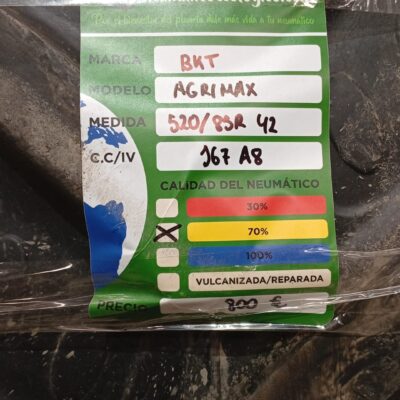 Por el bienestar del planeta dale más vida a tu neumático
MARCA BKT
MODELO AGRIMAX
MEDIDA 520/85R 42
C.C/IV 167 A8
CALIDAD DEL NEUMÁTICO
30%
70%
100%
VULCANIZADA/REPARADA
PRECIO 800 €